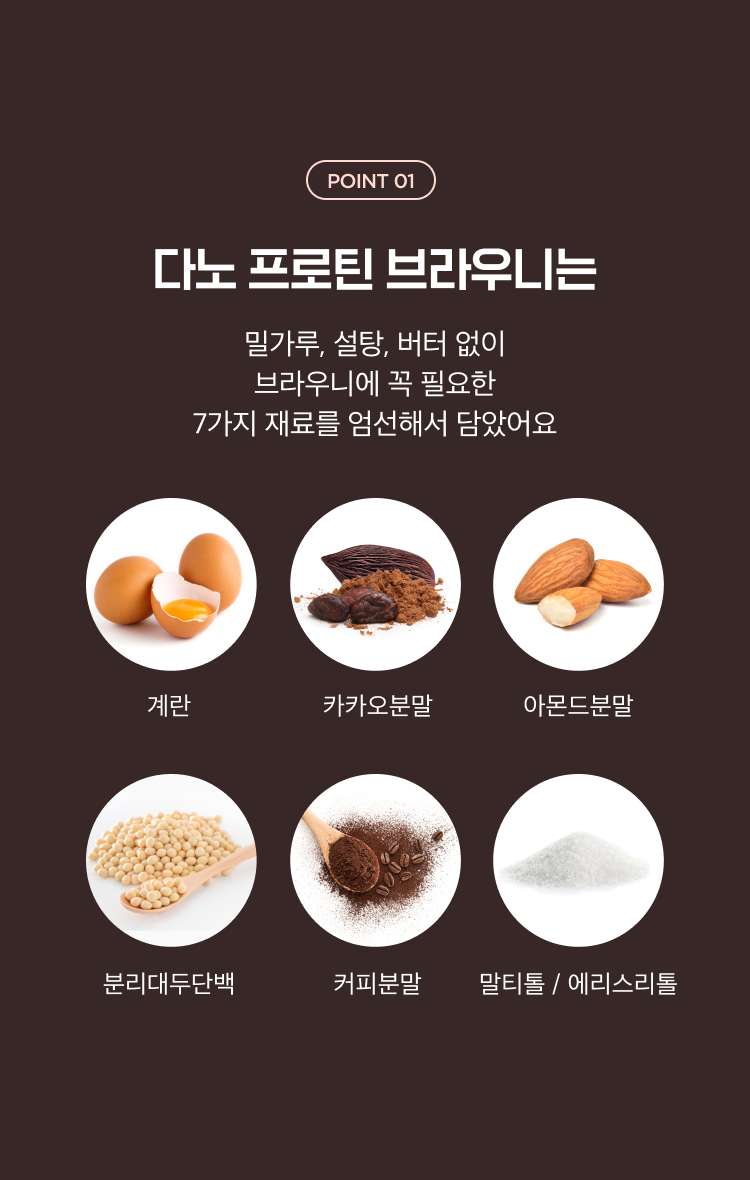 POINT 01
다노 프로틴 브라우니는
밀가루, 설탕, 버터 없이
브라우니에 꼭 필요한
7가지 재료를 엄선해서 담았어요
계란
카카오분말
아몬드분말
분리대두단백
커피분말
말티톨 / 에리스리톨